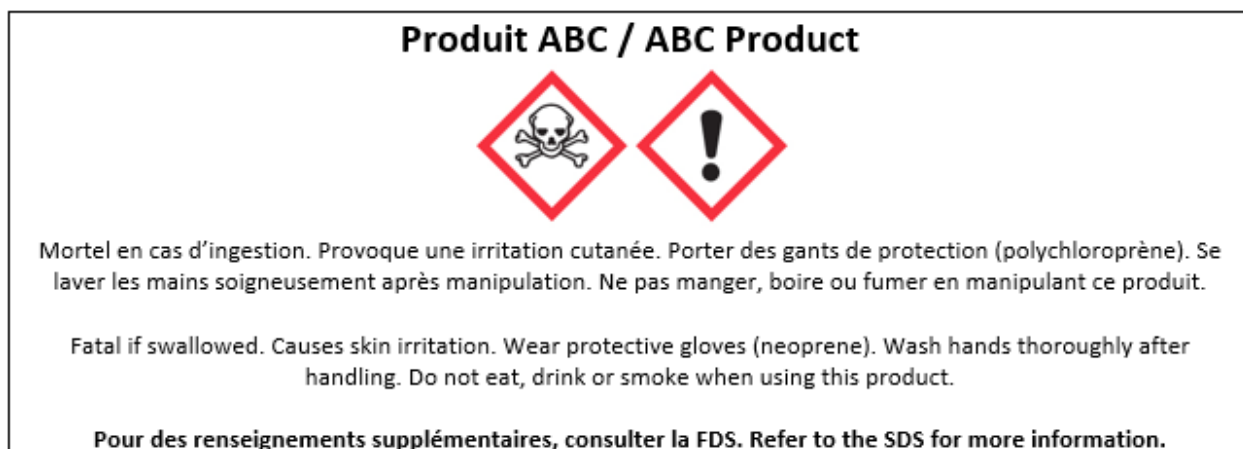 Produit ABC / ABC Product
Mortel en cas d’ingestion. Provoque une irritation cutanée. Porter des gants de protection (polychloroprène). Se
laver les mains soigneusement après manipulation. Ne pas manger, boire ou fumer en manipulant ce produit.
Fatal if swallowed. Causes skin irritation. Wear protective gloves (neoprene). Wash hands thoroughly after
handling. Do not eat, drink or smoke when using this product.
Pour des renseignements supplémentaires, consulter la FDS. Refer to the SDS for more information.